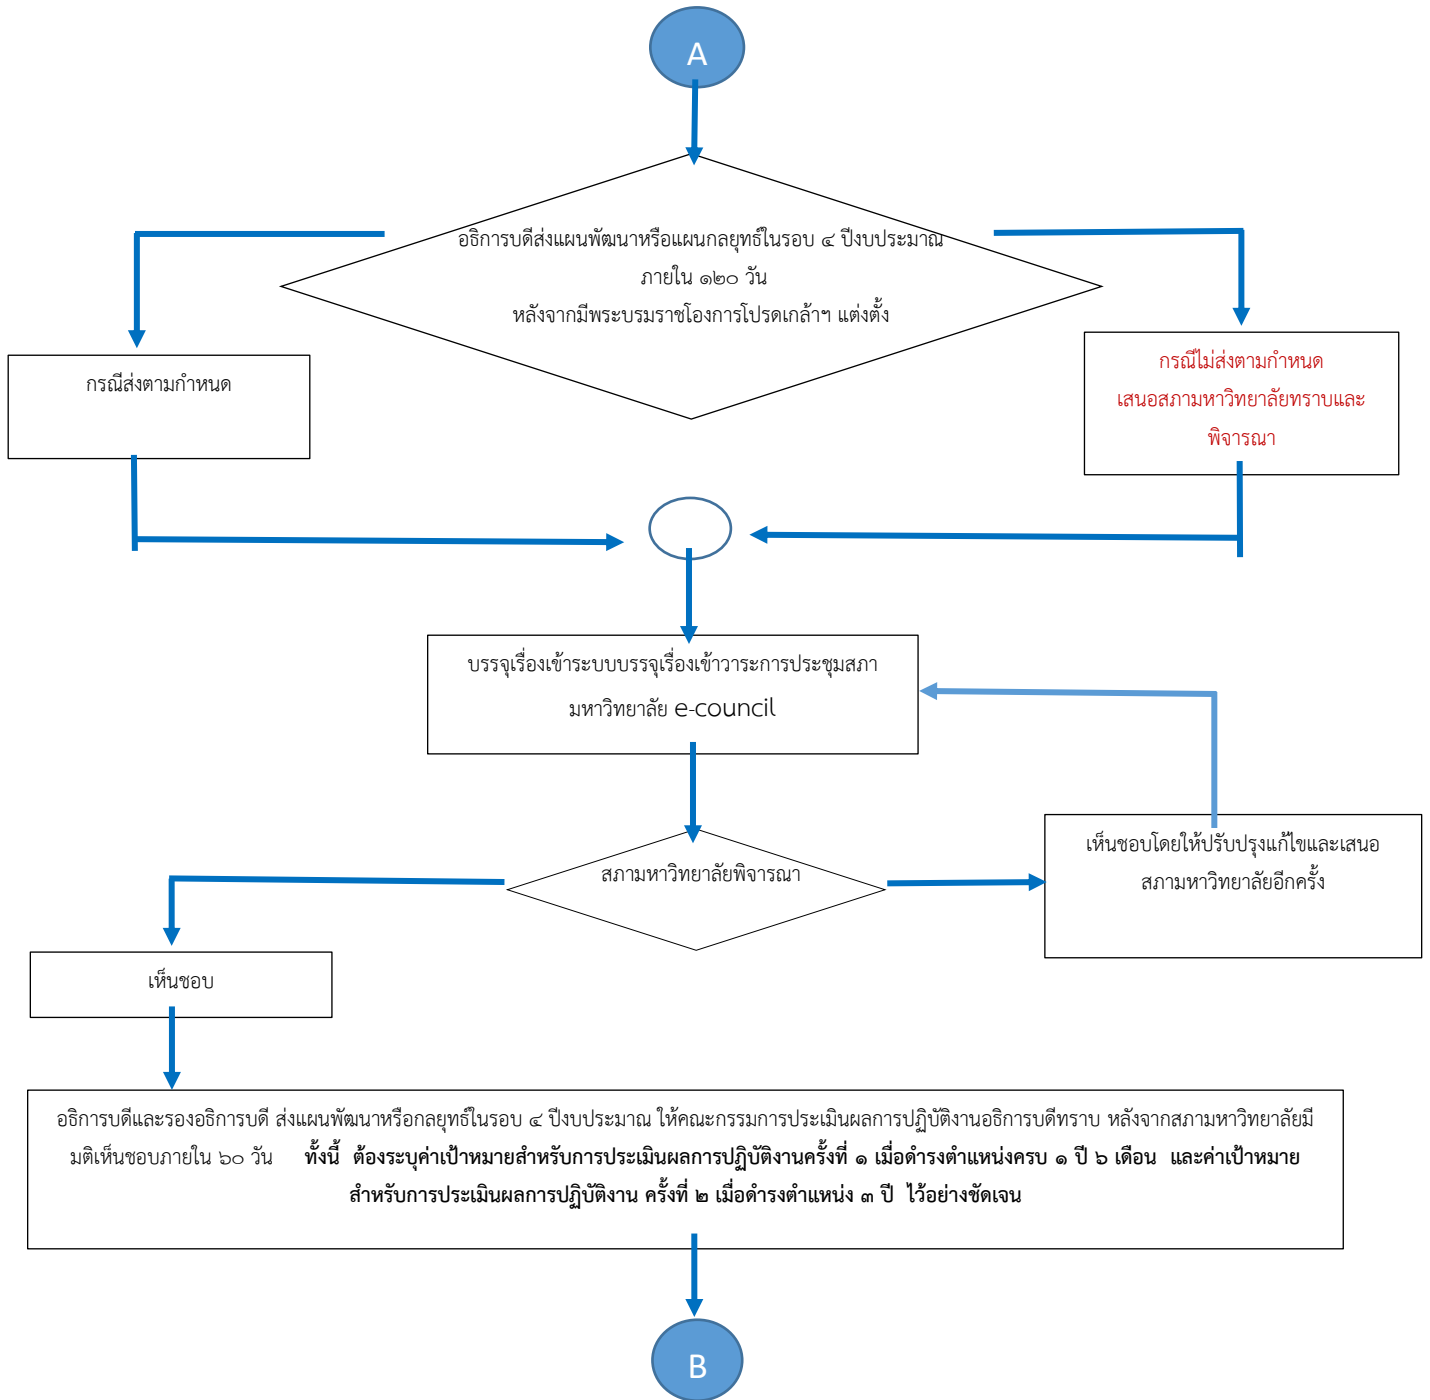 A
อธิการบดีส่งแผนพัฒนาหรือแผนกลยุทธ์ในรอบ ๔ ปีงบประมาณ
ภายใน ๑๒๐ วัน
หลังจากมีพระบรมราชโองการโปรดเกล้าฯ แต่งตั้ง
กรณีส่งตามกำหนด
กรณีไม่ส่งตามกำหนด
เสนอสภามหาวิทยาลัยทราบและ
พิจารณา
บรรจุเรื่องเข้าระบบบรรจุเรื่องเข้าวาระการประชุมสภา
มหาวิทยาลัย e-council
สภามหาวิทยาลัยพิจารณา
เห็นชอบโดยให้ปรับปรุงแก้ไขและเสนอ
สภามหาวิทยาลัยอีกครั้ง
เห็นชอบ
อธิการบดีและรองอธิการบดี ส่งแผนพัฒนาหรือกลยุทธ์ในรอบ ๔ ปีงบประมาณ ให้คณะกรรมการประเมินผลการปฏิบัติงานอธิการบดีทราบ หลังจากสภามหาวิทยาลัยมี
มติเห็นชอบภายใน ๖๐ วัน ทั้งนี้ ต้องระบุค่าเป้าหมายสำหรับการประเมินผลการปฏิบัติงานครั้งที่ ๑ เมื่อดำรงตำแหน่งครบ ๑ ปี ๖ เดือน และค่าเป้าหมาย
สำหรับการประเมินผลการปฏิบัติงาน ครั้งที่ ๒ เมื่อดำรงตำแหน่ง ๓ ปี ไว้อย่างชัดเจน
B